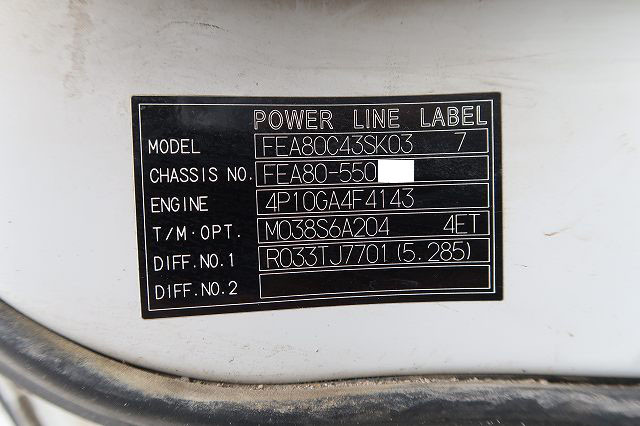 POWER LINE LABEL
MODEL FEA80C43SK03 7
CHASSIS NO. FEA80-550
ENGINE 4P10GA4F4143
T/M·OPT. M038S6A204 4ET
DIFF.NO.1 R033TJ7701(5.285)
DIFF.NO.2